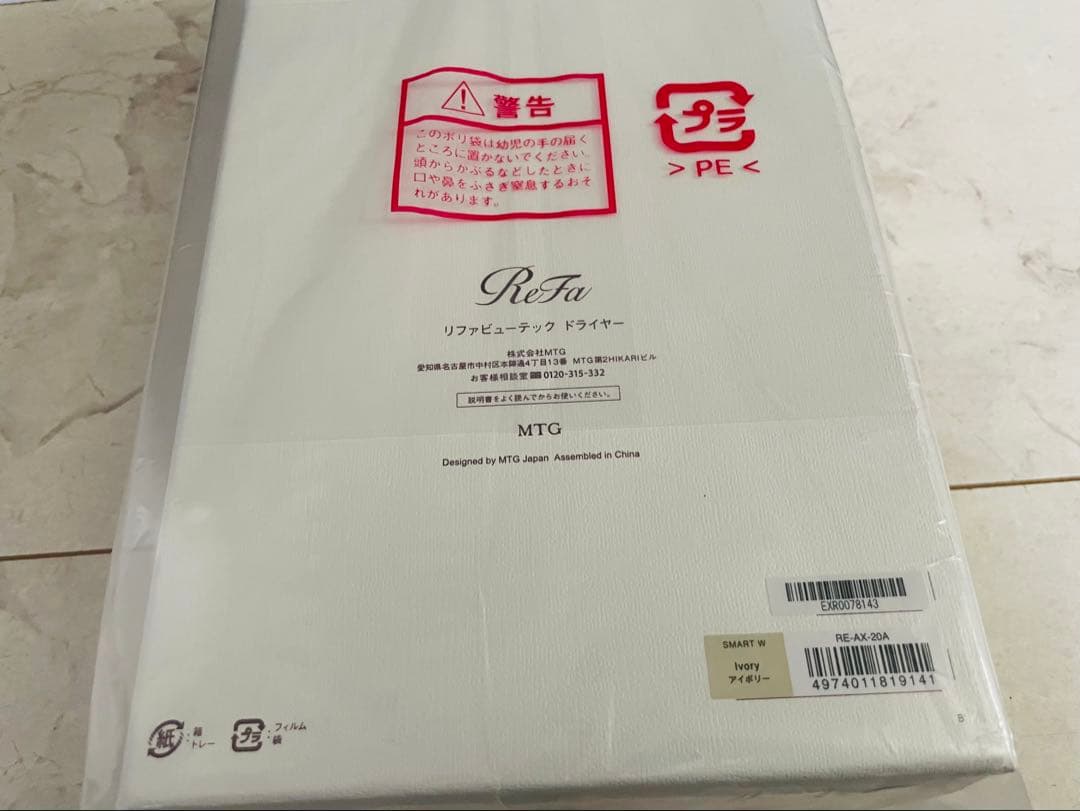 警告
このポリ袋は幼児の手の届く
ところに置かないでください。
頭からかぶるなどしたときに
口や鼻をふさぎ窒息するおそ
れがあります。
プラ
>PE<
ReFa
リファビューテック ドライヤー
株式会社MTG
愛知県名古屋市中村区本陣通4丁目13番 MTG第2HIKARIビル
お客様相談室 0120-315-332
説明書をよく読んでからお使いください。
MTG
Designed by MTG Japan Assembled in China
EXR0078143
SMART W
Ivory
アイボリー
RE-AX-20A
4974011819141
B
紙:箱
トレー
プラ:フィルム
袋